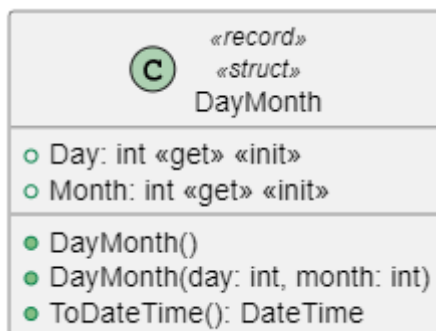 «record»
C
«struct»
DayMonth
Day: int «get» «init»
Month: int «get» «init»
DayMonth()
DayMonth(day: int, month: int)
ToDateTime(): DateTime